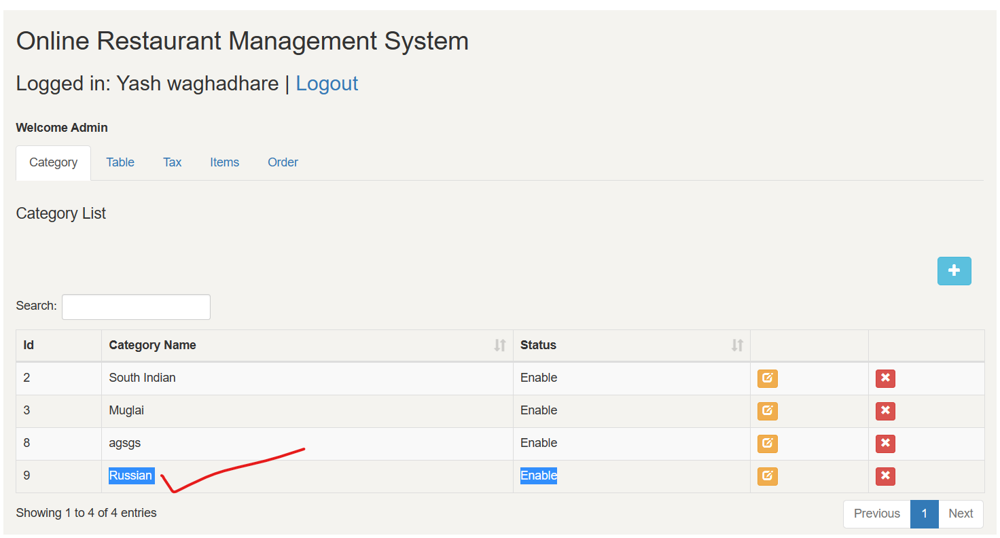 Online Restaurant Management System
Logged in: Yash waghadhare | Logout
Welcome Admin
Category Table Tax Items Order
Category List
Search:
Id Category Name Status
2 South Indian Enable
3 Muglai Enable
8 agsgs Enable
9 Russian Enable
Showing 1 to 4 of 4 entries
Previous 1 Next